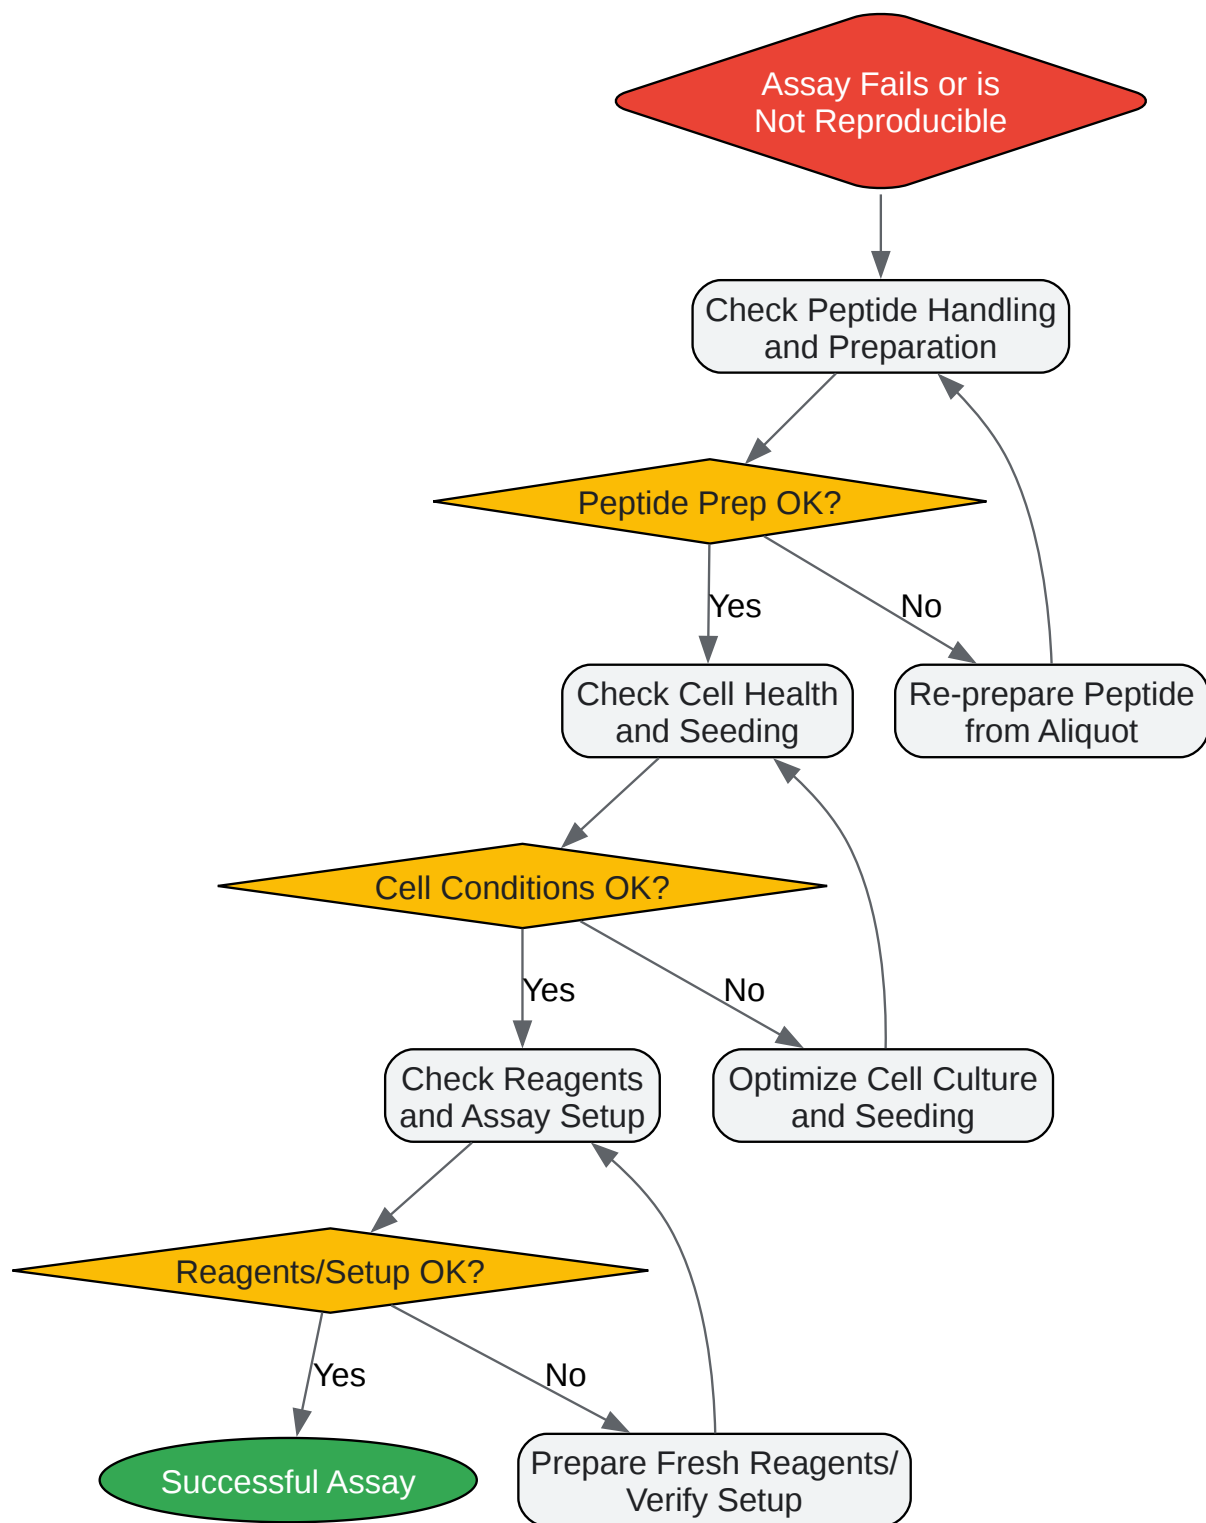 Assay Fails or is
Not Reproducible
Check Peptide Handling
and Preparation
Peptide Prep OK?
Yes
No
Check Cell Health
and Seeding
Re-prepare Peptide
from Aliquot
Cell Conditions OK?
Yes
No
Check Reagents
and Assay Setup
Optimize Cell Culture
and Seeding
Reagents/Setup OK?
Yes
No
Successful Assay
Prepare Fresh Reagents/
Verify Setup